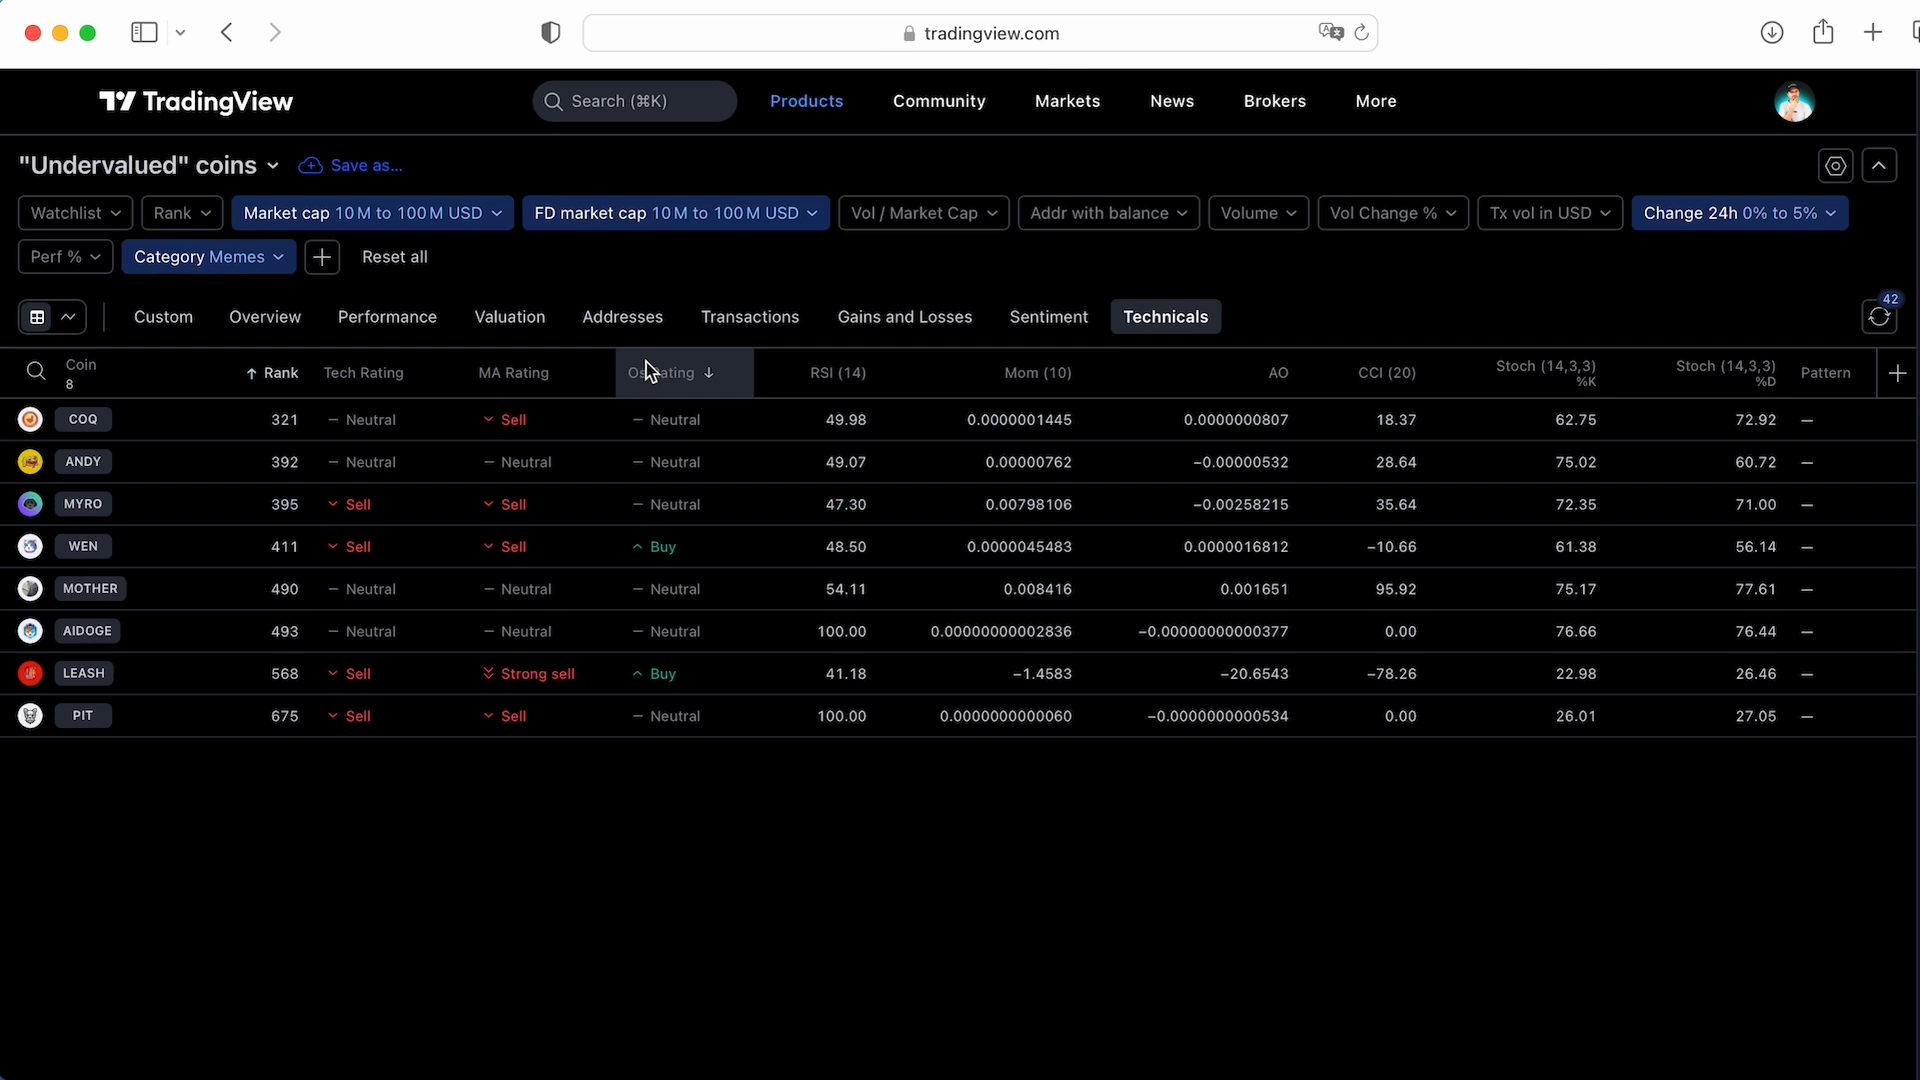 tradingview.com
TradingView
Search (⌘K)
Products
Community
Markets
News
Brokers
More
"Undervalued" coins
Save as...
Watchlist
Rank
Market cap 10 M to 100 M USD
FD market cap 10 M to 100 M USD
Vol / Market Cap
Addr with balance
Volume
Vol Change %
Tx vol in USD
Change 24h 0% to 5%
Perf %
Category Memes
Reset all
Custom
Overview
Performance
Valuation
Addresses
Transactions
Gains and Losses
Sentiment
Technicals
42
Coin
8
↑ Rank
Tech Rating
MA Rating
↓
RSI (14)
Mom (10)
AO
CCI (20)
Stoch (14,3,3)
%K
Stoch (14,3,3)
%D
Pattern
COQ 321 — Neutral Sell — Neutral 49.98 0.0000001445 0.0000000807 18.37 62.75 72.92 —
ANDY 392 — Neutral — Neutral — Neutral 49.07 0.00000762 −0.00000532 28.64 75.02 60.72 —
MYRO 395 Sell Sell — Neutral 47.30 0.00798106 −0.00258215 35.64 72.35 71.00 —
WEN 411 Sell Sell Buy 48.50 0.0000045483 0.0000016812 −10.66 61.38 56.14 —
MOTHER 490 — Neutral — Neutral — Neutral 54.11 0.008416 0.001651 95.92 75.17 77.61 —
AIDOGE 493 — Neutral — Neutral — Neutral 100.00 0.00000000002836 −0.00000000000377 0.00 76.66 76.44 —
LEASH 568 Sell Strong sell Buy 41.18 −1.4583 −20.6543 −78.26 22.98 26.46 —
PIT 675 Sell Sell — Neutral 100.00 0.0000000000060 −0.0000000000534 0.00 26.01 27.05 —